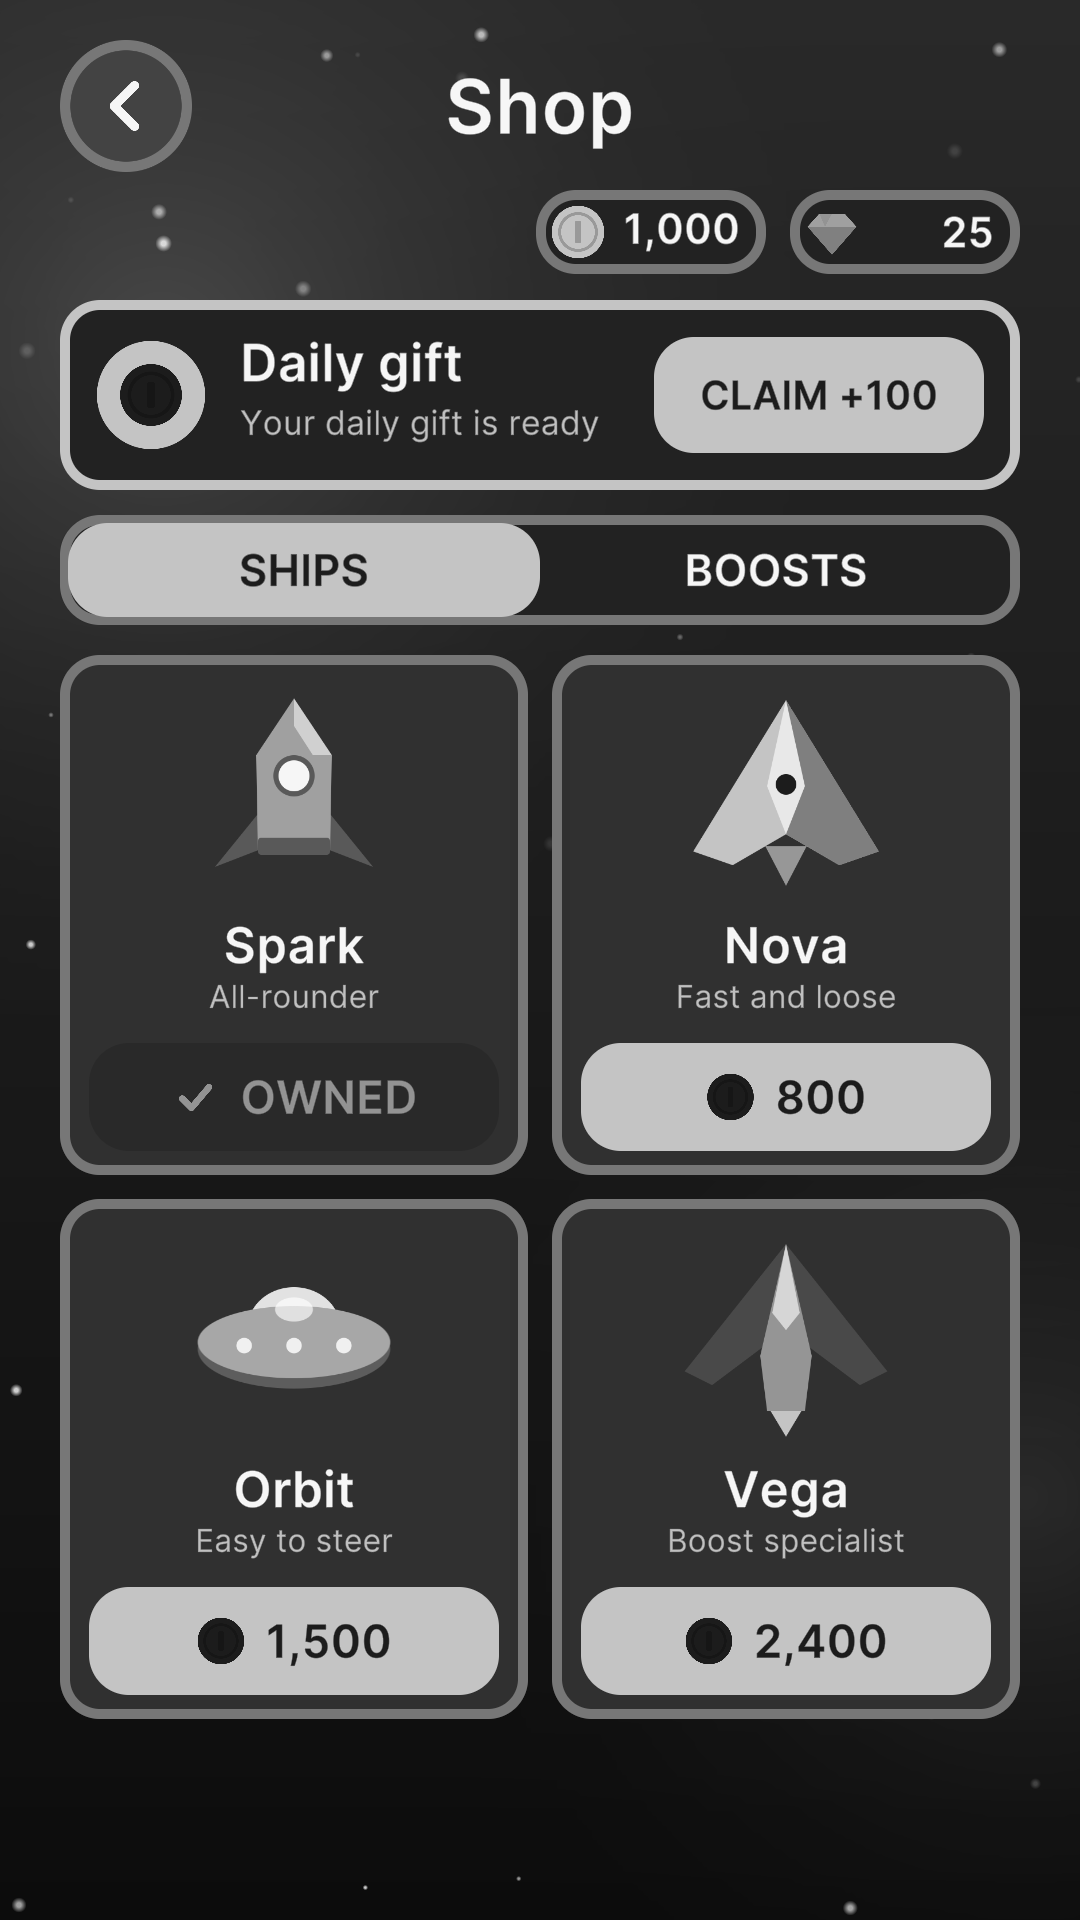 Shop
1,000
25
Daily gift
Your daily gift is ready
CLAIM +100
SHIPS
BOOSTS
Spark
All-rounder
OWNED
Nova
Fast and loose
800
Orbit
Easy to steer
1,500
Vega
Boost specialist
2,400